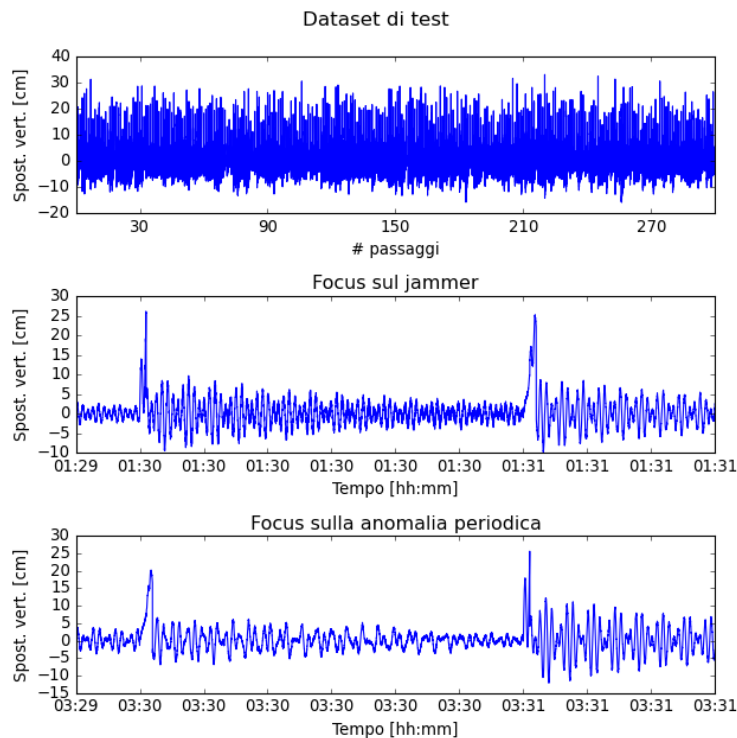 Dataset di test
40
30
20
10
0
−10
−20
Spost. vert. [cm]
30 90 150 210 270
# passaggi
Focus sul jammer
30
25
20
15
10
5
0
−5
−10
Spost. vert. [cm]
01:29 01:30 01:30 01:30 01:30 01:30 01:30 01:31 01:31 01:31 01:31
Tempo [hh:mm]
Focus sulla anomalia periodica
30
25
20
15
10
5
0
−5
−10
−15
Spost. vert. [cm]
03:29 03:30 03:30 03:30 03:30 03:30 03:30 03:31 03:31 03:31 03:31
Tempo [hh:mm]